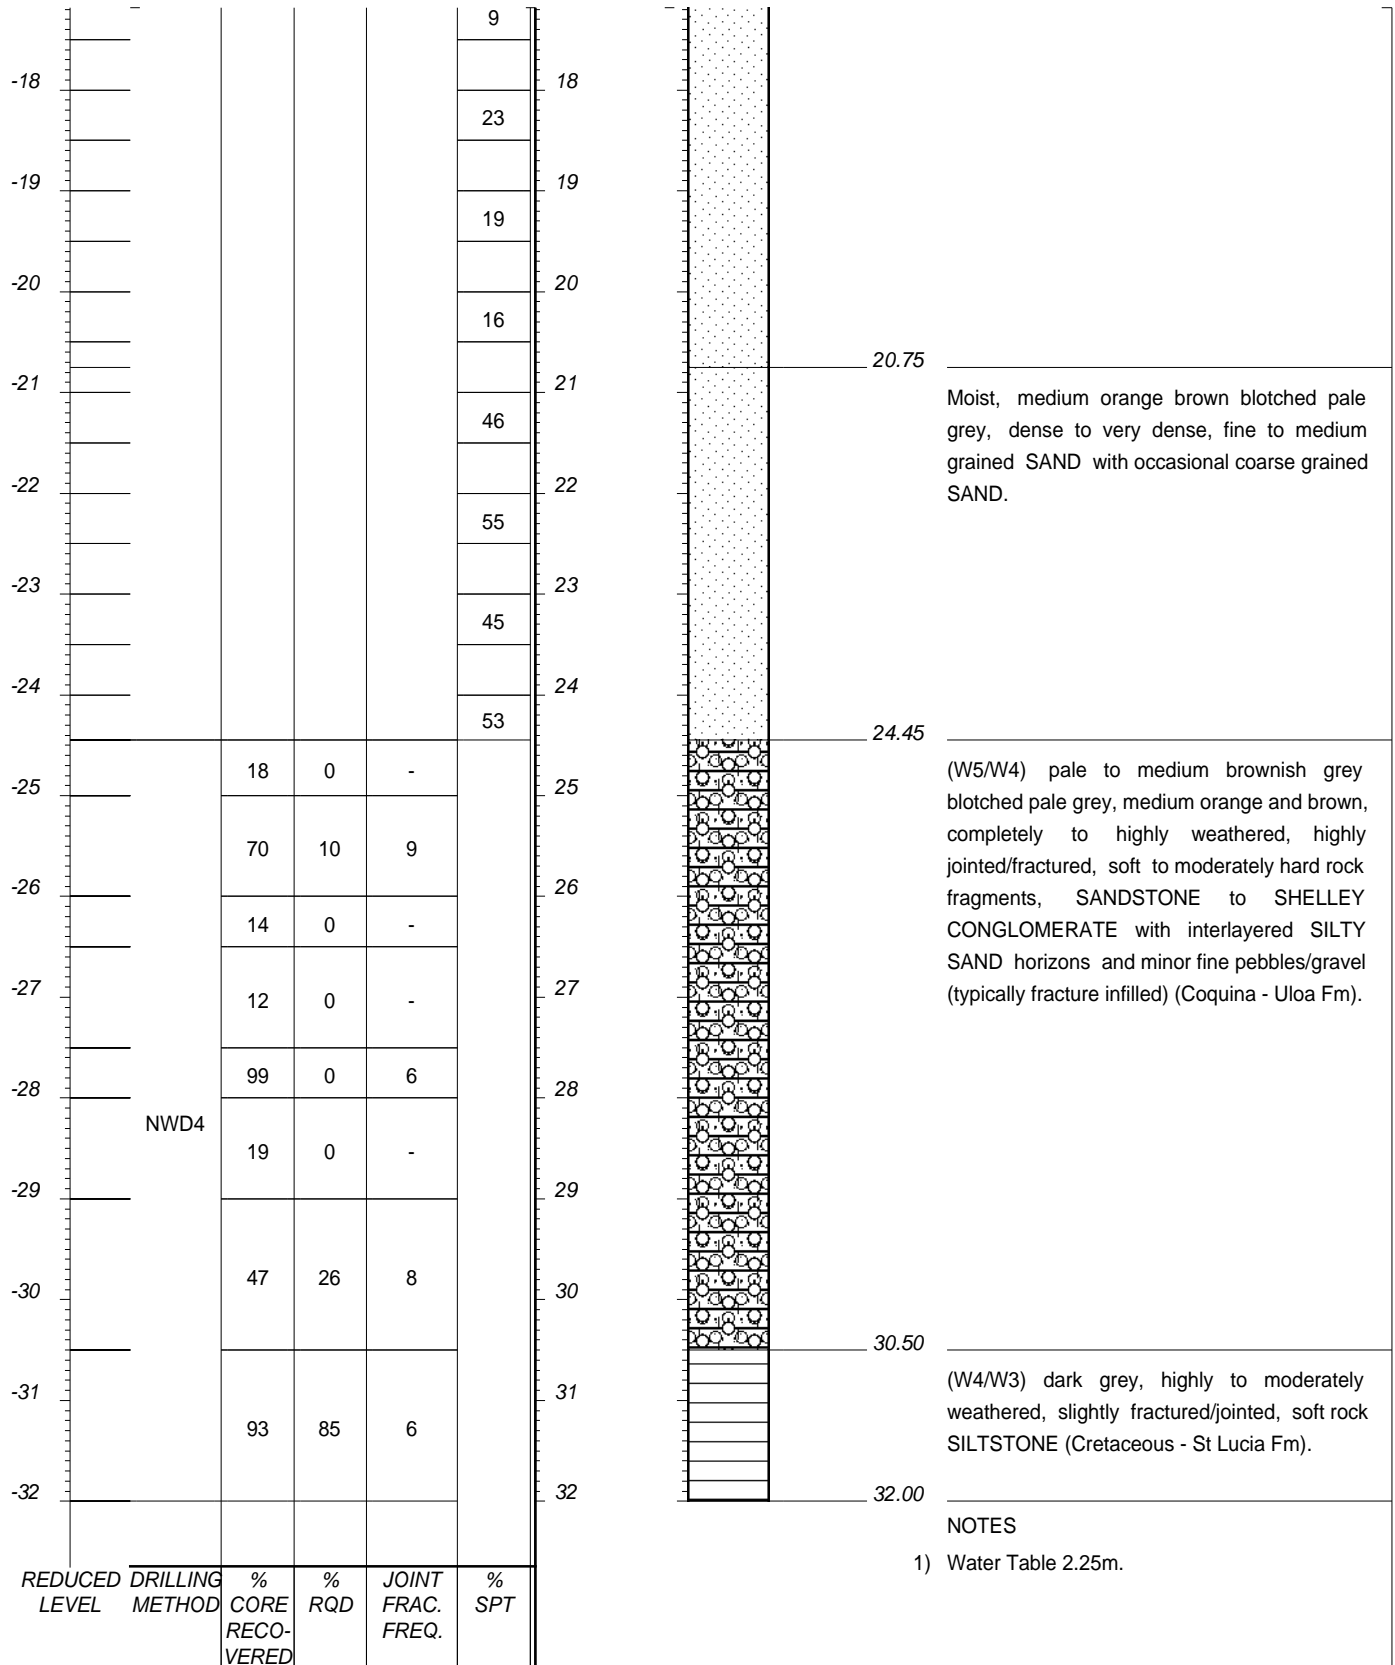 9
-18 18
23
-19 19
19
-20 20
16
20.75
-21 21
Moist, medium orange brown blotched pale
46
grey, dense to very dense, fine to medium
grained SAND with occasional coarse grained
-22 22
SAND.
55
-23 23
45
-24 24
53
24.45
18 0 -
(W5/W4) pale to medium brownish grey
-25 25
blotched pale grey, medium orange and brown,
completely to highly weathered, highly
70 10 9
jointed/fractured, soft to moderately hard rock
-26 26
fragments, SANDSTONE to SHELLEY
14 0 -
CONGLOMERATE with interlayered SILTY
SAND horizons and minor fine pebbles/gravel
-27 27
(typically fracture infilled) (Coquina - Uloa Fm).
12 0 -
99 0 6
-28 28
NWD4
19 0 -
-29 29
47 26 8
-30 30
30.50
(W4/W3) dark grey, highly to moderately
-31 31
weathered, slightly fractured/jointed, soft rock
93 85 6
SILTSTONE (Cretaceous - St Lucia Fm).
-32 32
32.00
NOTES
1) Water Table 2.25m.
REDUCED DRILLING % % JOINT %
LEVEL METHOD CORE RQD FRAC. SPT
RECO- FREQ.
VERED